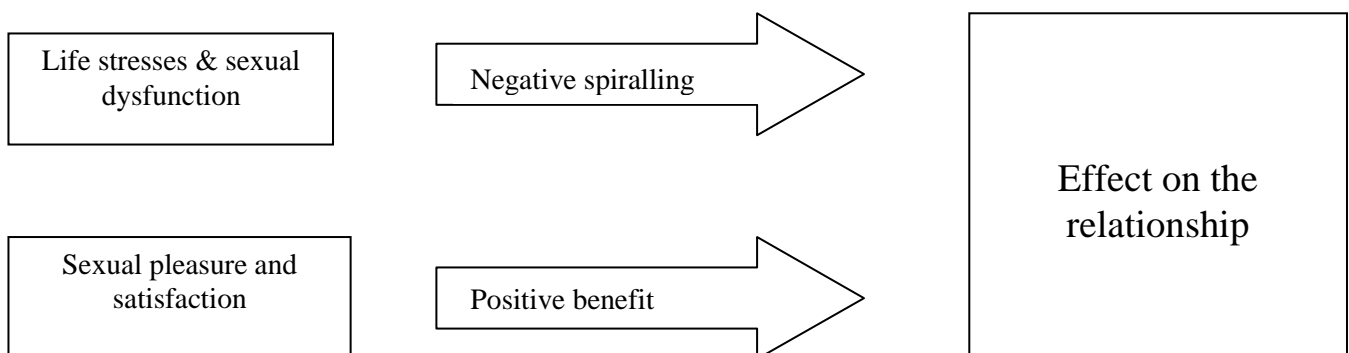 Life stresses & sexual
dysfunction
Negative spiralling
Effect on the
relationship
Sexual pleasure and
satisfaction
Positive benefit